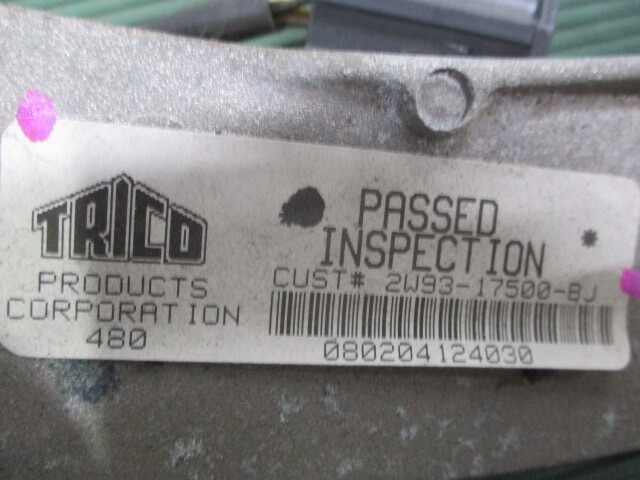 TRICO
PRODUCTS
CORPORATION
480
PASSED
INSPECTION *
CUST# 2W93-17500-BJ
080204124030